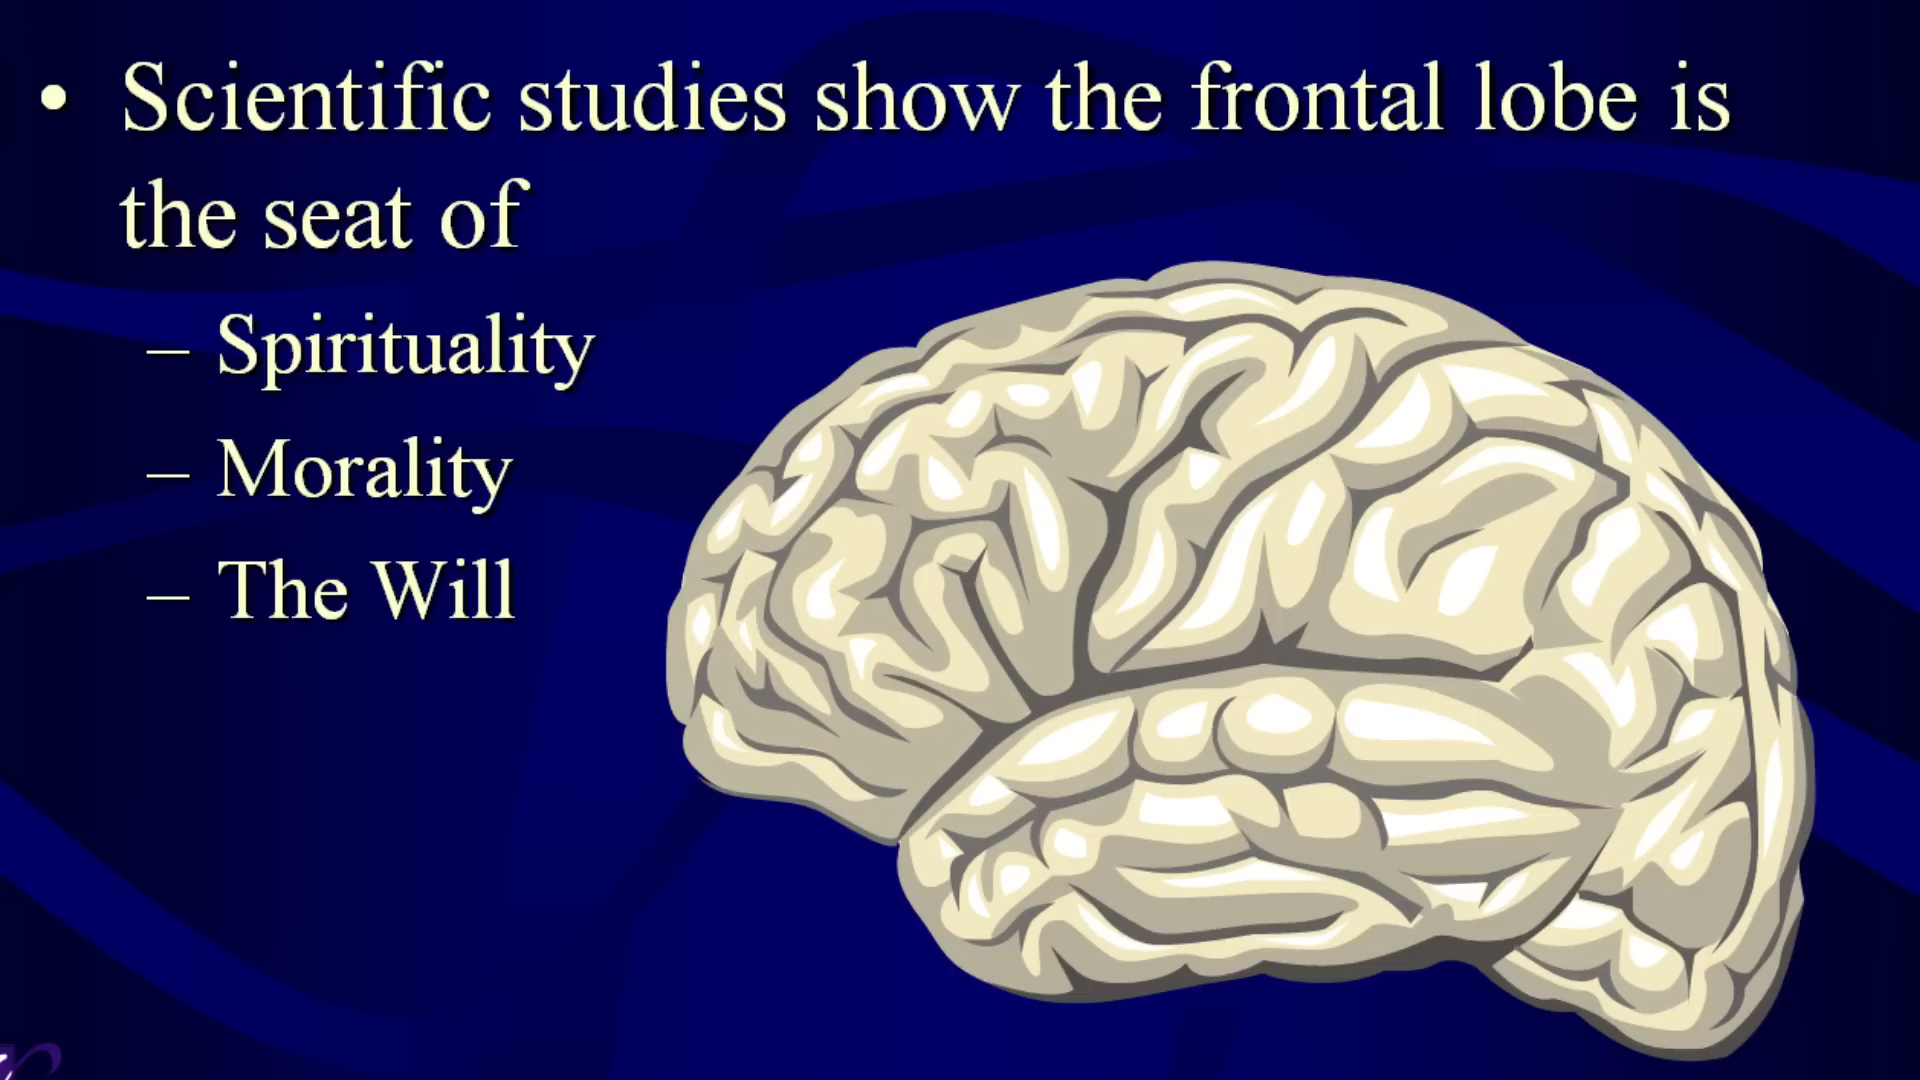 • Scientific studies show the frontal lobe is
the seat of
– Spirituality
– Morality
– The Will